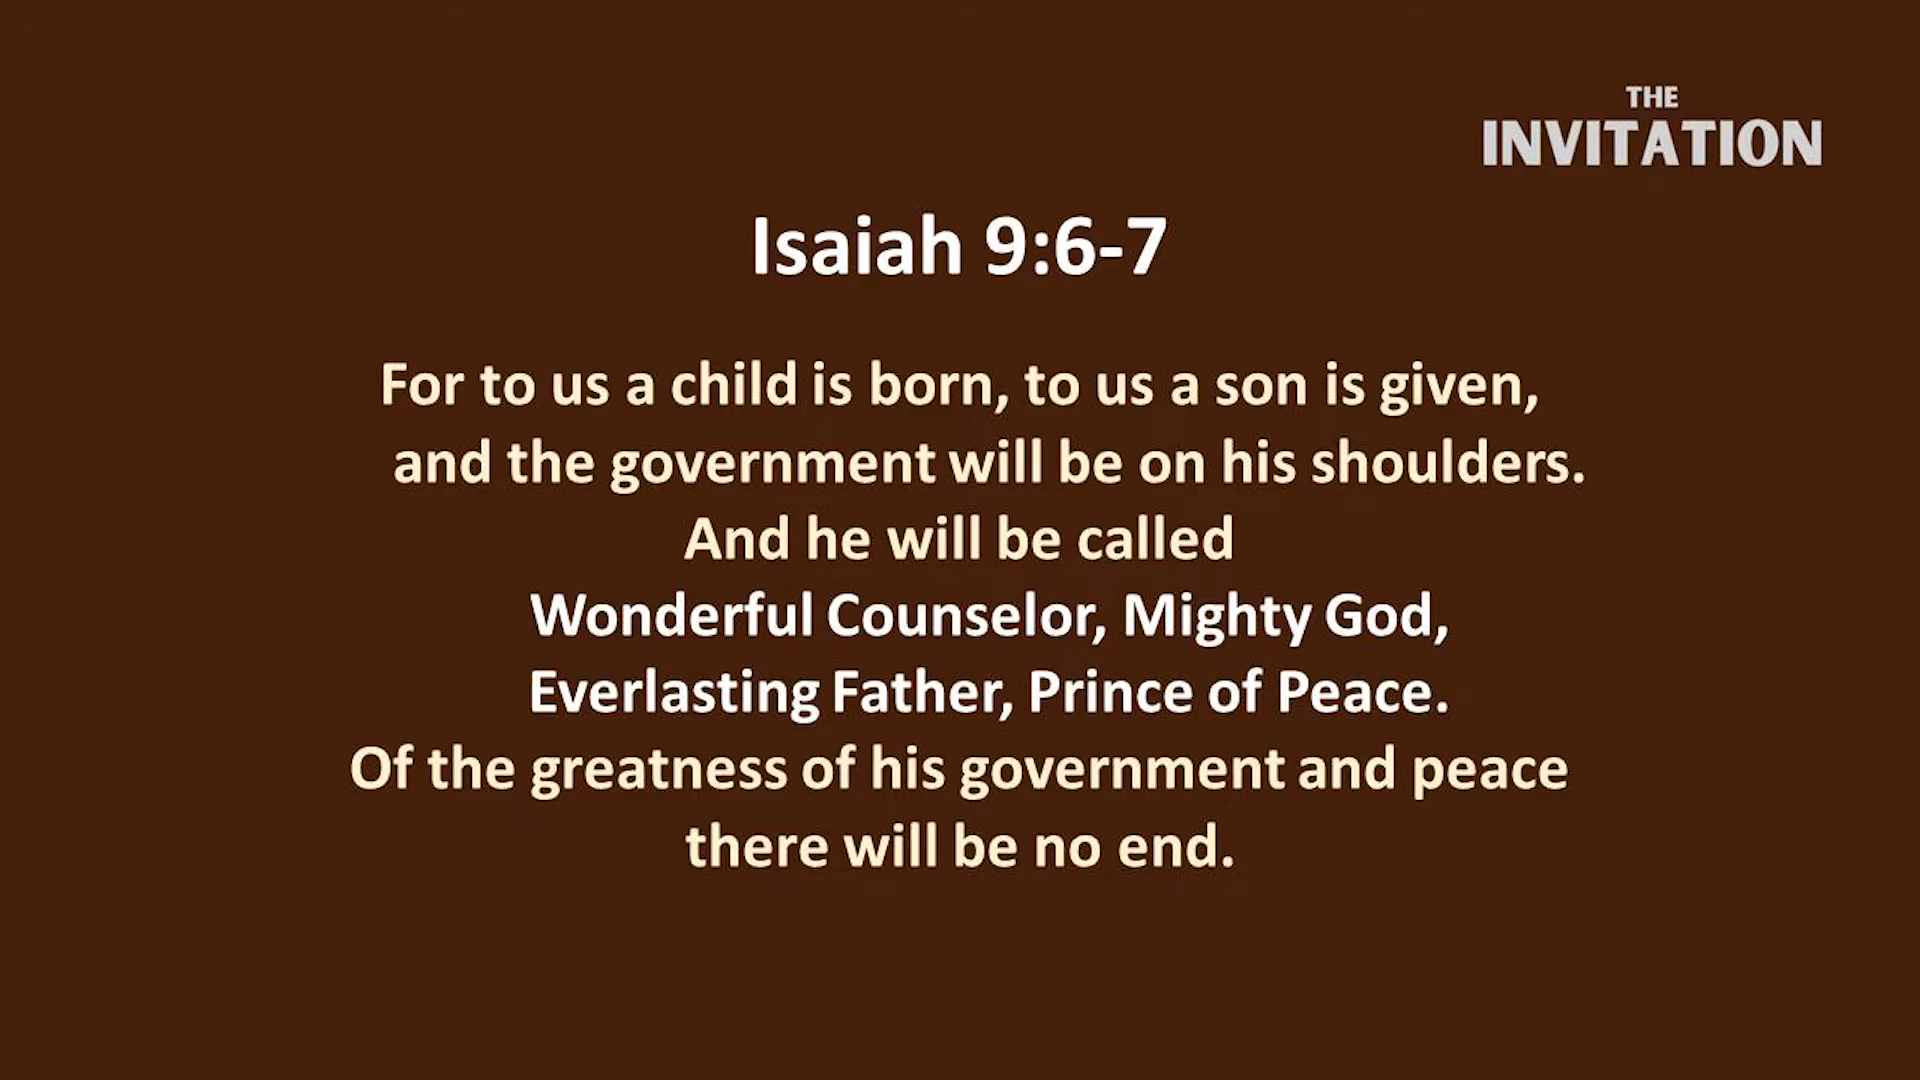 THE
INVITATION
Isaiah 9:6-7
For to us a child is born, to us a son is given,
and the government will be on his shoulders.
And he will be called
Wonderful Counselor, Mighty God,
Everlasting Father, Prince of Peace.
Of the greatness of his government and peace
there will be no end.